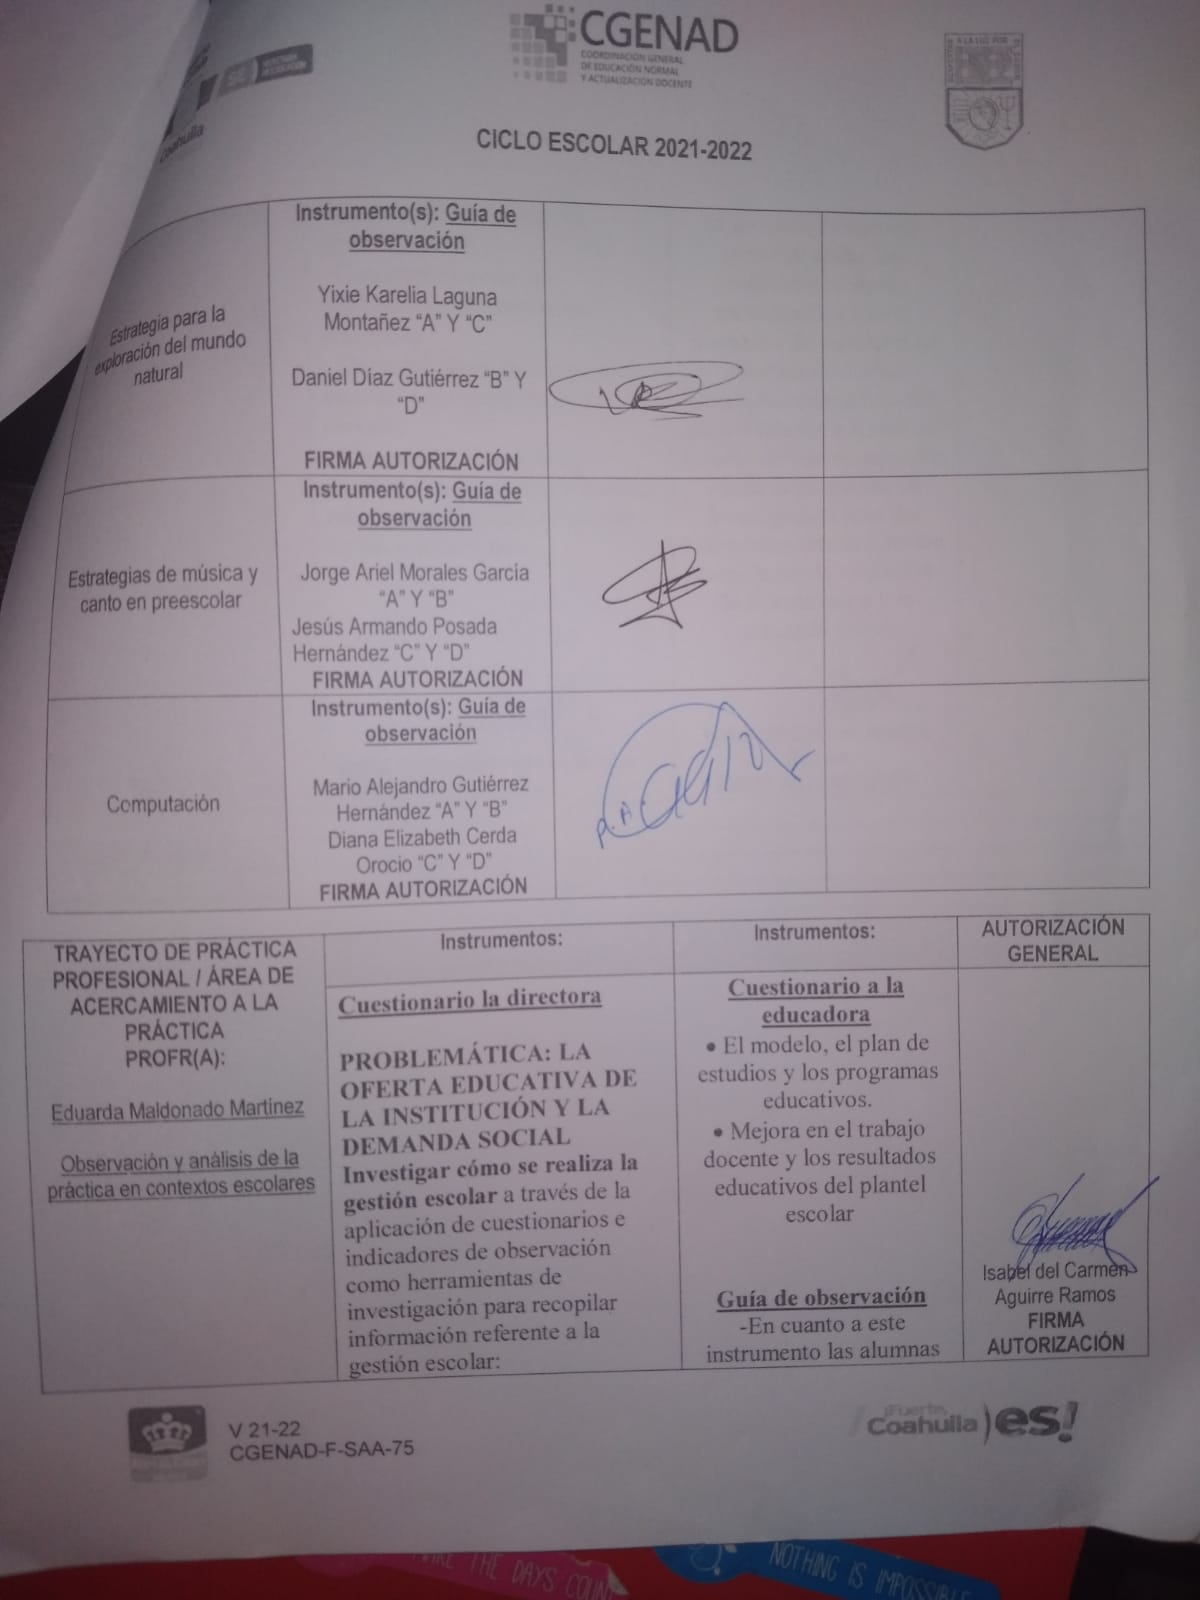 CGENAD
COORDINACIÓN GENERAL
DE EDUCACIÓN NORMAL
Y ACTUALIZACIÓN DOCENTE
Coahuila
CICLO ESCOLAR 2021-2022
Estrategia para la
exploración del mundo
natural
Instrumento(s): Guía de
observación
Yixie Karelia Laguna
Montañez “A” Y “C”
Daniel Díaz Gutiérrez “B” Y
“D”
FIRMA AUTORIZACIÓN
Estrategias de música y
canto en preescolar
Instrumento(s): Guía de
observación
Jorge Ariel Morales García
“A” Y “B”
Jesús Armando Posada
Hernández “C” Y “D”
FIRMA AUTORIZACIÓN
Computación
Instrumento(s): Guía de
observación
Mario Alejandro Gutiérrez
Hernández “A” Y “B”
Diana Elizabeth Cerda
Orocio “C” Y “D”
FIRMA AUTORIZACIÓN
TRAYECTO DE PRÁCTICA
PROFESIONAL / ÁREA DE
ACERCAMIENTO A LA
PRÁCTICA
PROFR(A):
Eduarda Maldonado Martínez
Observación y análisis de la
práctica en contextos escolares
Instrumentos:
Cuestionario la directora
PROBLEMÁTICA: LA
OFERTA EDUCATIVA DE
LA INSTITUCIÓN Y LA
DEMANDA SOCIAL
Investigar cómo se realiza la
gestión escolar a través de la
aplicación de cuestionarios e
indicadores de observación
como herramientas de
investigación para recopilar
información referente a la
gestión escolar:
Instrumentos:
Cuestionario a la
educadora
• El modelo, el plan de
estudios y los programas
educativos.
• Mejora en el trabajo
docente y los resultados
educativos del plantel
escolar
Guía de observación
-En cuanto a este
instrumento las alumnas
AUTORIZACIÓN
GENERAL
Isabel del Carmen
Aguirre Ramos
FIRMA
AUTORIZACIÓN
V 21-22
CGENAD-F-SAA-75
¡Fuerte,
Coahuila es!
THE DAYS COUN
NOTHING IS IMPOSSIBL